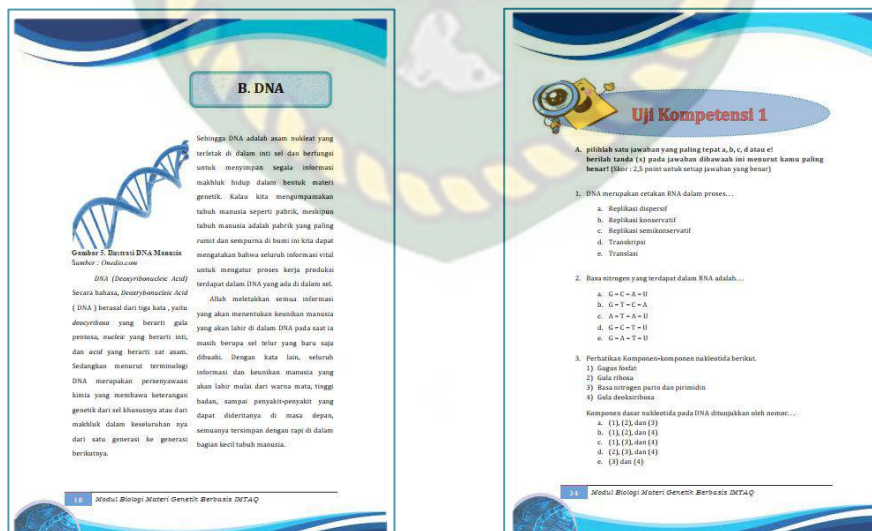 B. DNA
Gambar 5. Ilustrasi DNA Manusia
Sumber : Onedio.com
DNA (Deoxyribonucleic Acid)
Secara bahasa, Deoxrybonucleic Acid
( DNA ) berasal dari tiga kata , yaitu
deocyribosa yang berarti gula
pentosa, nucleic yang berarti inti,
dan acid yang berarti zat asam.
Sedangkan menurut terminologi
DNA merupakan persenyawaan
kimia yang membawa keterangan
genetik dari sel khususnya atau dari
makhluk dalam keseluruhan nya
dari satu generasi ke generasi
berikutnya.
Sehingga DNA adalah asam nukleat yang
terletak di dalam inti sel dan berfungsi
untuk menyimpan segala informasi
makhluk hidup dalam bentuk materi
genetik. Kalau kita mengumpamakan
tubuh manusia seperti pabrik, meskipun
tubuh manusia adalah pabrik yang paling
rumit dan sempurna di bumi ini kita dapat
mengatakan bahwa seluruh informasi vital
untuk mengatur proses kerja produksi
terdapat dalam DNA yang ada di dalam sel.
Allah meletakkan semua informasi
yang akan menentukan keunikan manusia
yang akan lahir di dalam DNA pada saat ia
masih berupa sel telur yang baru saja
dibuahi. Dengan kata lain, seluruh
informasi dan keunikan manusia yang
akan lahir mulai dari warna mata, tinggi
badan, sampai penyakit-penyakit yang
dapat dideritanya di masa depan,
semuanya tersimpan dengan rapi di dalam
bagian kecil tubuh manusia.
18 Modul Biologi Materi Genetik Berbasis IMTAQ
Uji Kompetensi 1
A. pilihlah satu jawaban yang paling tepat a, b, c, d atau e!
berilah tanda (x) pada jawaban dibawaah ini menurut kamu paling
benar! (Skor : 2,5 point untuk setiap jawaban yang benar)
1. DNA merupakan cetakan RNA dalam proses...
a. Replikasi dispersif
b. Replikasi konservatif
c. Replikasi semikonservatif
d. Transkripsi
e. Translasi
2. Basa nitrogen yang terdapat dalam RNA adalah....
a. G – C – A – U
b. G – T – C – A
c. A – T – A – U
d. G – C – T – U
e. G – A – T – U
3. Perhatikan Komponen-komponen nukleotida berikut.
1) Gugus fosfat
2) Gula ribosa
3) Basa nitrogen purin dan pirimidin
4) Gula deoksiribosa
Komponen dasar nukleotida pada DNA ditunjukkan oleh nomor...
a. (1), (2), dan (3)
b. (1), (2), dan (4)
c. (1), (3), dan (4)
d. (2), (3), dan (4)
e. (3) dan (4)
34 Modul Biologi Materi Genetik Berbasis IMTAQ